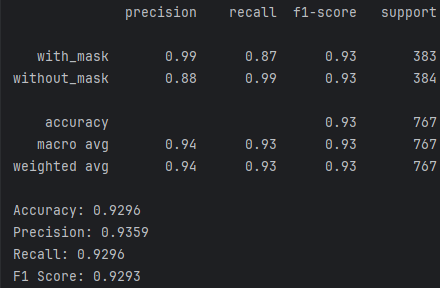 precision recall f1-score support
with_mask 0.99 0.87 0.93 383
without_mask 0.88 0.99 0.93 384
accuracy 0.93 767
macro avg 0.94 0.93 0.93 767
weighted avg 0.94 0.93 0.93 767
Accuracy: 0.9296
Precision: 0.9359
Recall: 0.9296
F1 Score: 0.9293